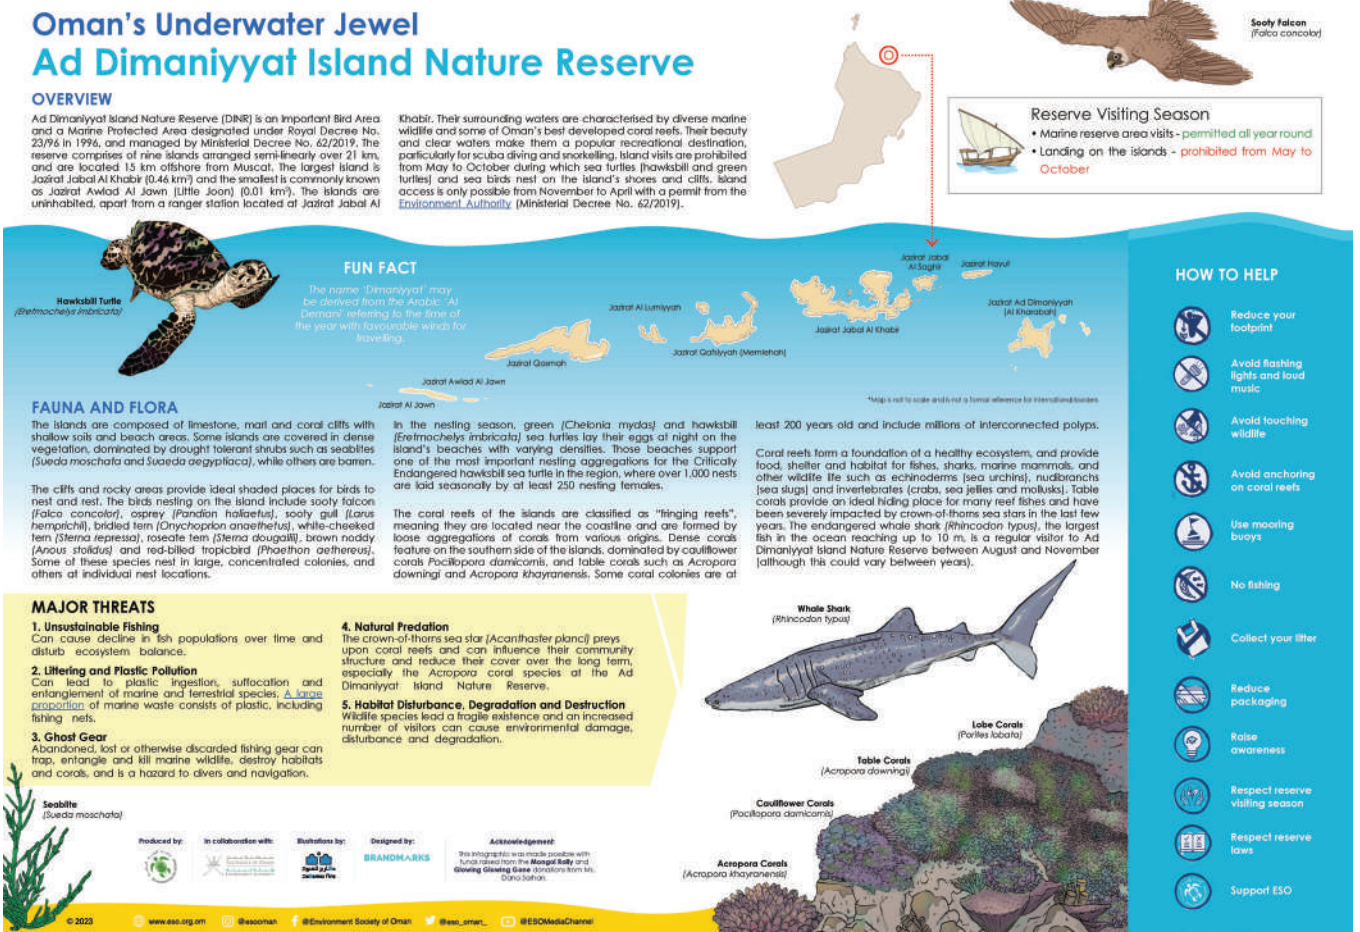 Oman's Underwater Jewel
Ad Dimaniyyat Island Nature Reserve
OVERVIEW
Ad Dimaniyyat Island Nature Reserve (DINR) is an Important Bird Area
and a Marine Protected Area designated under Royal Decree No.
23/96 in 1996, and managed by Ministerial Decree No. 62/2019. The
reserve comprises of nine islands arranged semi-linearly over 21 km,
and are located 15 km offshore from Muscat. The largest island is
Jazirat Jabal Al Khabir (0.46 km²) and the smallest is commonly known
as Jazirat Awlad Al Jawn (Little Joon) (0.01 km²). The islands are
uninhabited, apart from a ranger station located at Jazirat Jabal Al
Khabir. Their surrounding waters are characterised by diverse marine
wildlife and some of Oman's best developed coral reefs. Their beauty
and clear waters make them a popular recreational destination,
particularly for scuba diving and snorkelling. Island visits are prohibited
from May to October during which sea turtles (hawksbill and green
turtles) and sea birds nest on the island's shores and cliffs. Island
access is only possible from November to April with a permit from the
Environment Authority (Ministerial Decree No. 62/2019).
Sooty Falcon
(Falco concolor)
Reserve Visiting Season
• Marine reserve area visits - permitted all year round
• Landing on the islands - prohibited from May to
October
Hawksbill Turtle
(Eretmochelys imbricata)
FUN FACT
The name 'Dimaniyyat' may
be derived from the Arabic 'Al
Demani' referring to the time of
the year with favourable winds for
travelling.
Jazirat Jabal
Al Saghir
Jazirat Hayut
Jazirat Al Lumiyyah
Jazirat Ad Dimaniyyah
(Al Kharabah)
Jazirat Jabal Al Khabir
Jazirat Qafsiyyah (Memlehah)
Jazirat Qasmah
Jazirat Awlad Al Jawn
Jazirat Al Jawn
*Map is not to scale and is not a formal reference for international borders
FAUNA AND FLORA
The islands are composed of limestone, marl and coral cliffs with
shallow soils and beach areas. Some islands are covered in dense
vegetation, dominated by drought tolerant shrubs such as seablites
(Sueda moschata and Suaeda aegyptiaca), while others are barren.
The cliffs and rocky areas provide ideal shaded places for birds to
nest and rest. The birds nesting on the island include sooty falcon
(Falco concolor), osprey (Pandion haliaetus), sooty gull (Larus
hemprichii), bridled tern (Onychoprion anaethetus), white-cheeked
tern (Sterna repressa), roseate tern (Sterna dougallii), brown noddy
(Anous stolidus) and red-billed tropicbird (Phaethon aethereus).
Some of these species nest in large, concentrated colonies, and
others at individual nest locations.
In the nesting season, green (Chelonia mydas) and hawksbill
(Eretmochelys imbricata) sea turtles lay their eggs at night on the
island's beaches with varying densities. Those beaches support
one of the most important nesting aggregations for the Critically
Endangered hawksbill sea turtle in the region, where over 1,000 nests
are laid seasonally by at least 250 nesting females.
The coral reefs of the islands are classified as "fringing reefs",
meaning they are located near the coastline and are formed by
loose aggregations of corals from various origins. Dense corals
feature on the southern side of the islands, dominated by cauliflower
corals Pocillopora damicornis, and table corals such as Acropora
downingi and Acropora khayranensis. Some coral colonies are at
least 200 years old and include millions of interconnected polyps.
Coral reefs form a foundation of a healthy ecosystem, and provide
food, shelter and habitat for fishes, sharks, marine mammals, and
other wildlife life such as echinoderms (sea urchins), nudibranchs
(sea slugs) and invertebrates (crabs, sea jellies and mollusks). Table
corals provide an ideal hiding place for many reef fishes and have
been severely impacted by crown-of-thorns sea stars in the last few
years. The endangered whale shark (Rhincodon typus), the largest
fish in the ocean reaching up to 10 m, is a regular visitor to Ad
Dimaniyyat Island Nature Reserve between August and November
(although this could vary between years).
MAJOR THREATS
1. Unsustainable Fishing
Can cause decline in fish populations over time and
disturb ecosystem balance.
2. Littering and Plastic Pollution
Can lead to plastic ingestion, suffocation and
entanglement of marine and terrestrial species. A large
proportion of marine waste consists of plastic, including
fishing nets.
3. Ghost Gear
Abandoned, lost or otherwise discarded fishing gear can
trap, entangle and kill marine wildlife, destroy habitats
and corals, and is a hazard to divers and navigation.
4. Natural Predation
The crown-of-thorns sea star (Acanthaster planci) preys
upon coral reefs and can influence their community
structure and reduce their cover over the long term,
especially the Acropora coral species at the Ad
Dimaniyyat Island Nature Reserve.
5. Habitat Disturbance, Degradation and Destruction
Wildlife species lead a fragile existence and an increased
number of visitors can cause environmental damage,
disturbance and degradation.
Whale Shark
(Rhincodon typus)
Lobe Corals
(Porites lobata)
Table Corals
(Acropora downingi)
Cauliflower Corals
(Pocillopora damicornis)
Acropora Corals
(Acropora khayranensis)
Seablite
(Sueda moschata)
HOW TO HELP
Reduce your
footprint
Avoid flashing
lights and loud
music
Avoid touching
wildlife
Avoid anchoring
on coral reefs
Use mooring
buoys
No fishing
Collect your litter
Reduce
packaging
Raise
awareness
Respect reserve
visiting season
Respect reserve
laws
Support ESO
Produced by:
In collaboration with:
Illustrations by:
Designed by:
BRANDMARKS
Acknowledgement:
This infographic was made possible with
funds raised from the Mongol Rally and
Glowing Glowing Gone donations from Ms.
Dana Sarhan.
© 2023
www.eso.org.om
@esooman
@Environment Society of Oman
@eso_oman_
@ESOMediaChannel